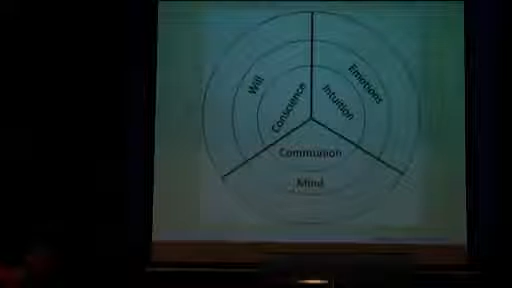 Will
Emotions
Conscience
Intuition
Communion
Mind